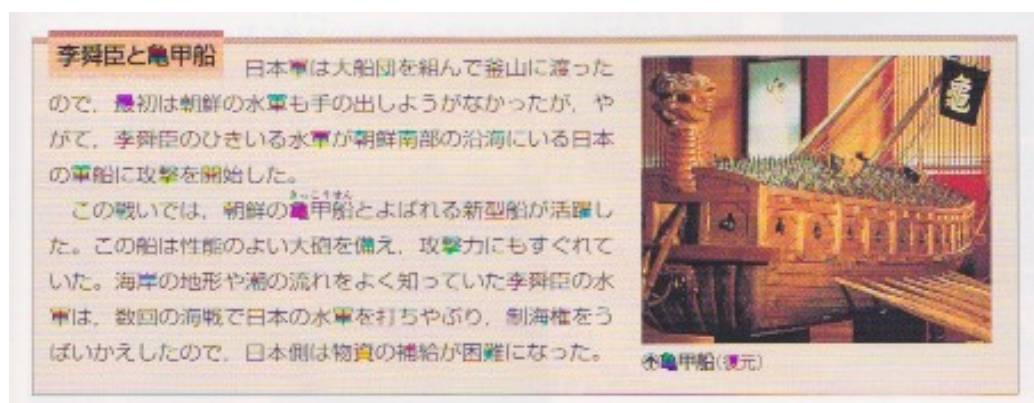 李舜臣と亀甲船
日本軍は大船団を組んで釜山に渡った
ので，最初は朝鮮の水軍も手の出しようがなかったが，や
がて，李舜臣のひきいる水軍が朝鮮南部の沿海にいる日本
の軍船に攻撃を開始した。
きっこうせん
この戦いでは，朝鮮の亀甲船とよばれる新型船が活躍し
た。この船は性能のよい大砲を備え，攻撃力にもすぐれて
いた。海岸の地形や潮の流れをよく知っていた李舜臣の水
軍は，数回の海戦で日本の水軍を打ちやぶり，制海権をう
ばいかえしたので，日本側は物資の補給が困難になった。
亀
亀甲船(復元)